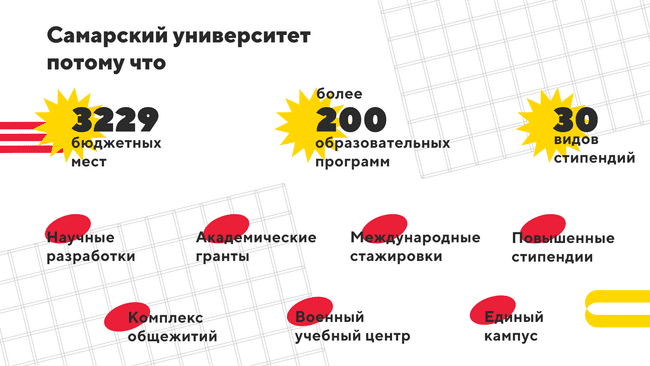 Самарский университет
потому что
3229
бюджетных
мест
более
200
образовательных
программ
30
видов
стипендий
Научные
разработки
Академические
гранты
Международные
стажировки
Повышенные
стипендии
Комплекс
общежитий
Военный
учебный центр
Единый
кампус